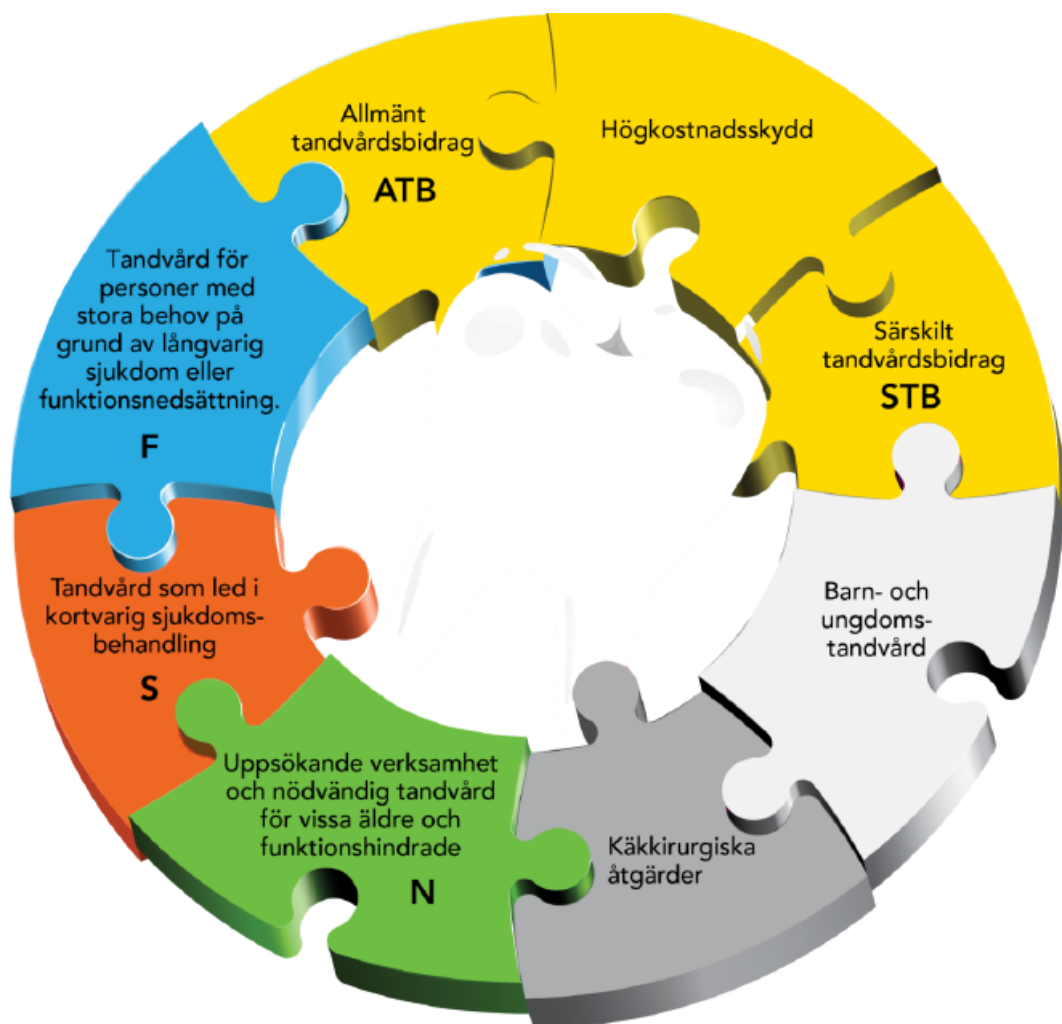 Allmänt
tandvårdsbidrag
ATB
Högkostnadsskydd
Särskilt
tandvårdsbidrag
STB
Barn- och
ungdoms-
tandvård
Käkkirurgiska
åtgärder
Uppsökande verksamhet
och nödvändig tandvård
för vissa äldre och
funktionshindrade
N
Tandvård som led i
kortvarig sjukdoms-
behandling
S
Tandvård för
personer med
stora behov på
grund av långvarig
sjukdom eller
funktionsnedsättning.
F